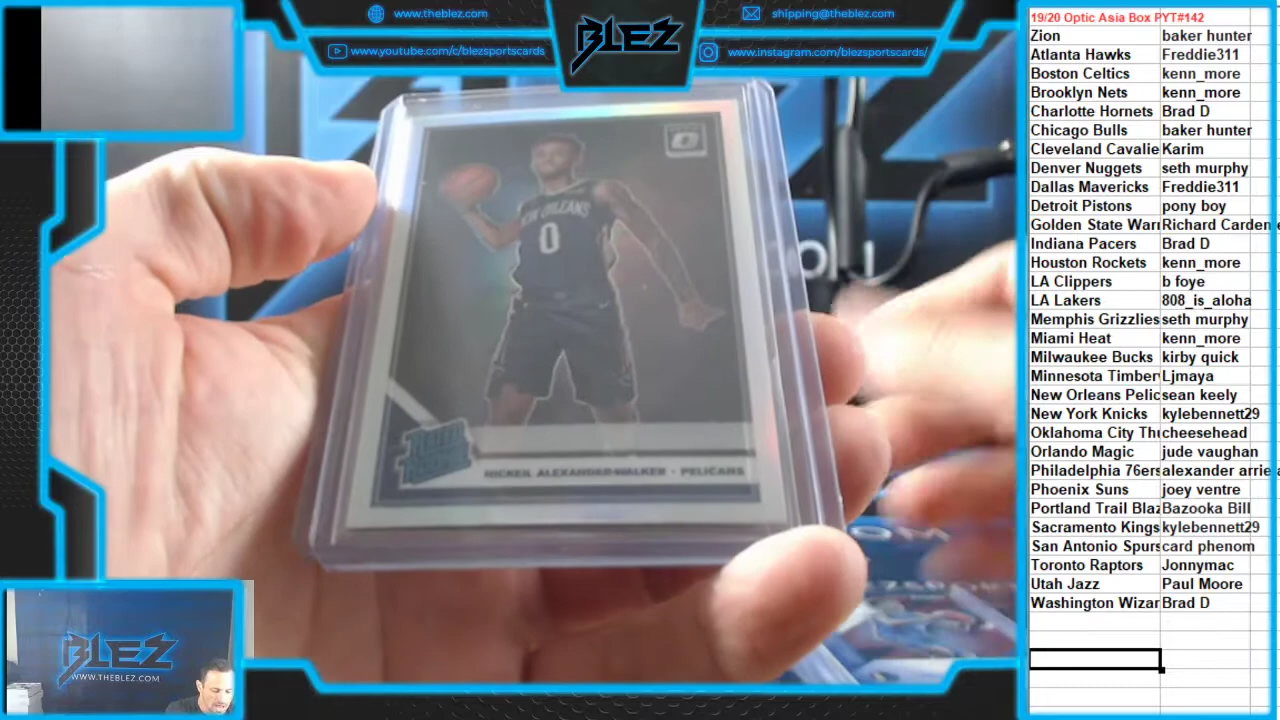 www.theblez.com
www.youtube.com/c/blezsportscards
BLEZ
shipping@theblez.com
www.instagram.com/blezsportscards/
NEW ORLEANS
0
RATED ROOKIE
NICKEIL ALEXANDER-WALKER • PELICANS
BLEZ
WWW.THEBLEZ.COM
19/20 Optic Asia Box PYT#142
Zion baker hunter
Atlanta Hawks Freddie311
Boston Celtics kenn_more
Brooklyn Nets kenn_more
Charlotte Hornets Brad D
Chicago Bulls baker hunter
Cleveland Cavalie Karim
Denver Nuggets seth murphy
Dallas Mavericks Freddie311
Detroit Pistons pony boy
Golden State Warr Richard Carden
Indiana Pacers Brad D
Houston Rockets kenn_more
LA Clippers b foye
LA Lakers 808_is_aloha
Memphis Grizzlies seth murphy
Miami Heat kenn_more
Milwaukee Bucks kirby quick
Minnesota Timber Ljmaya
New Orleans Pelic sean keely
New York Knicks kylebennett29
Oklahoma City Thu cheesehead
Orlando Magic jude vaughan
Philadelphia 76ers alexander arrie
Phoenix Suns joey ventre
Portland Trail Blaz Bazooka Bill
Sacramento Kings kylebennett29
San Antonio Spurs card phenom
Toronto Raptors Jonnymac
Utah Jazz Paul Moore
Washington Wizar Brad D